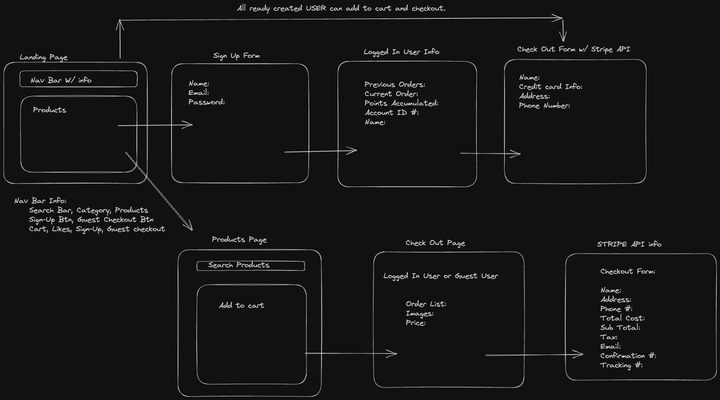 All ready created USER can add to cart and checkout.
Landing Page
Nav Bar W/ info
Products
Sign Up Form
Name:
Email:
Password:
Logged In User Info
Previous Orders:
Current Order:
Points Accumulated:
Account ID #:
Name:
Check Out Form w/ Stripe API
Name:
Credit card Info:
Address:
Phone Number:
Nav Bar Info:
Search Bar, Category, Products
Sign-Up Btn, Guest Checkout Btn
Cart, Likes, Sign-Up, Guest checkout
Products Page
Search Products
Add to cart
Check Out Page
Logged In User or Guest User
Order List:
Images:
Price:
STRIPE API info
Checkout Form:
Name:
Address:
Phone #:
Total Cost:
Sub Total:
Tax:
Email:
Confirmation #:
Tracking #: